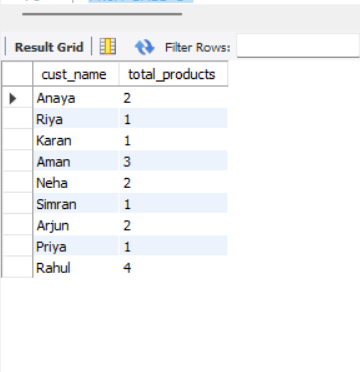 Result Grid Filter Rows:
cust_name total_products
Anaya 2
Riya 1
Karan 1
Aman 3
Neha 2
Simran 1
Arjun 2
Priya 1
Rahul 4